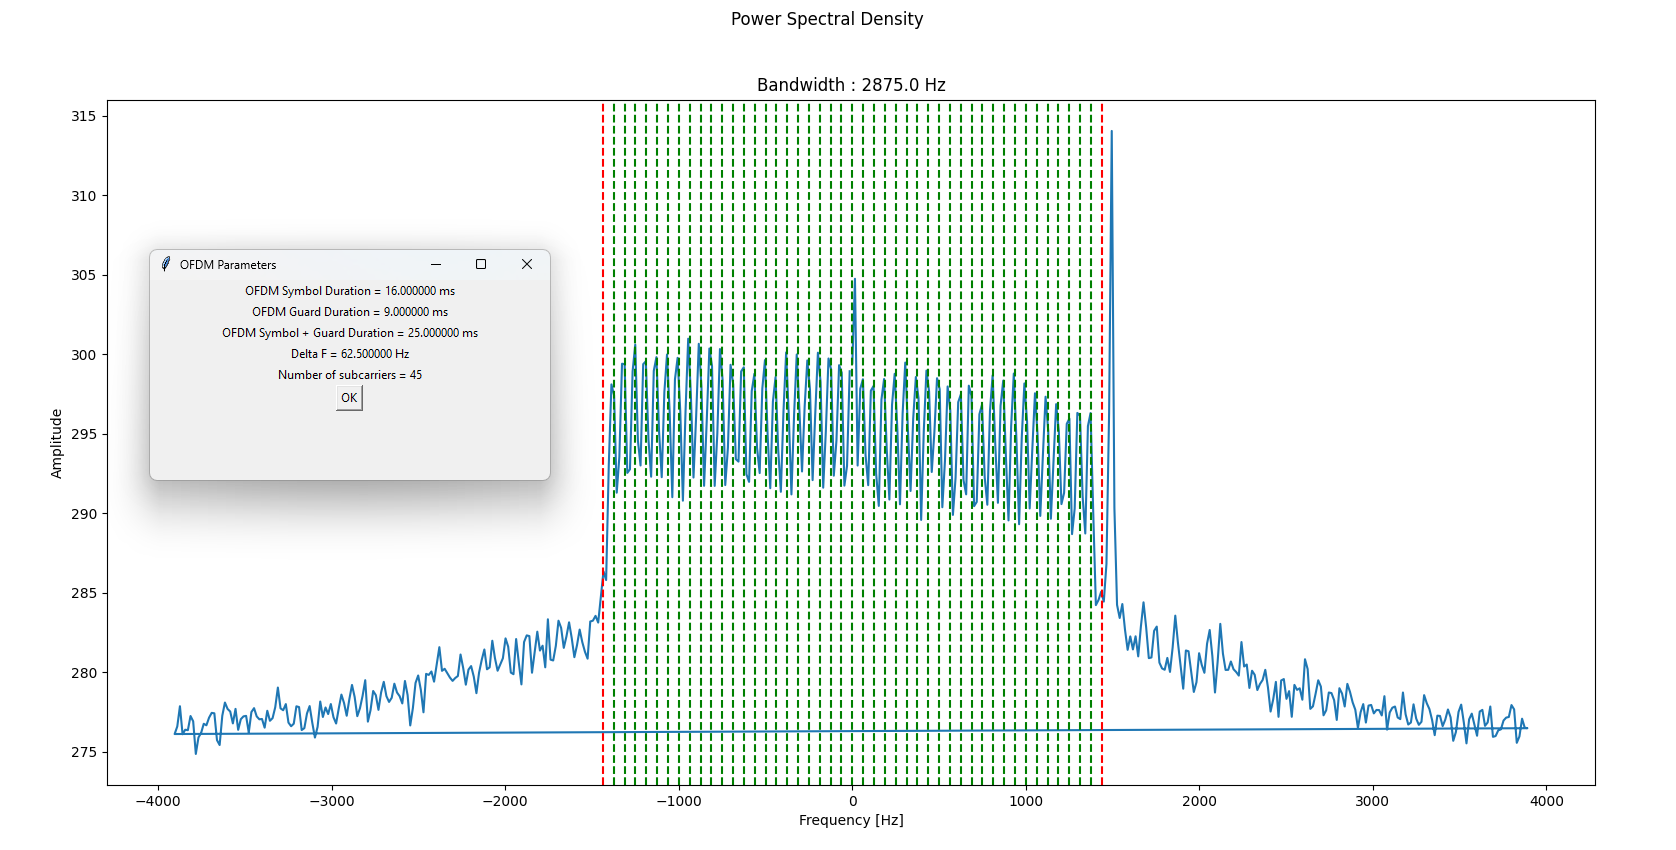 Power Spectral Density
Bandwidth : 2875.0 Hz
315
310
305
300
295
290
285
280
275
Amplitude
OFDM Parameters
OFDM Symbol Duration = 16.000000 ms
OFDM Guard Duration = 9.000000 ms
OFDM Symbol + Guard Duration = 25.000000 ms
Delta F = 62.500000 Hz
Number of subcarriers = 45
OK
−4000 −3000 −2000 −1000 0 1000 2000 3000 4000
Frequency [Hz]